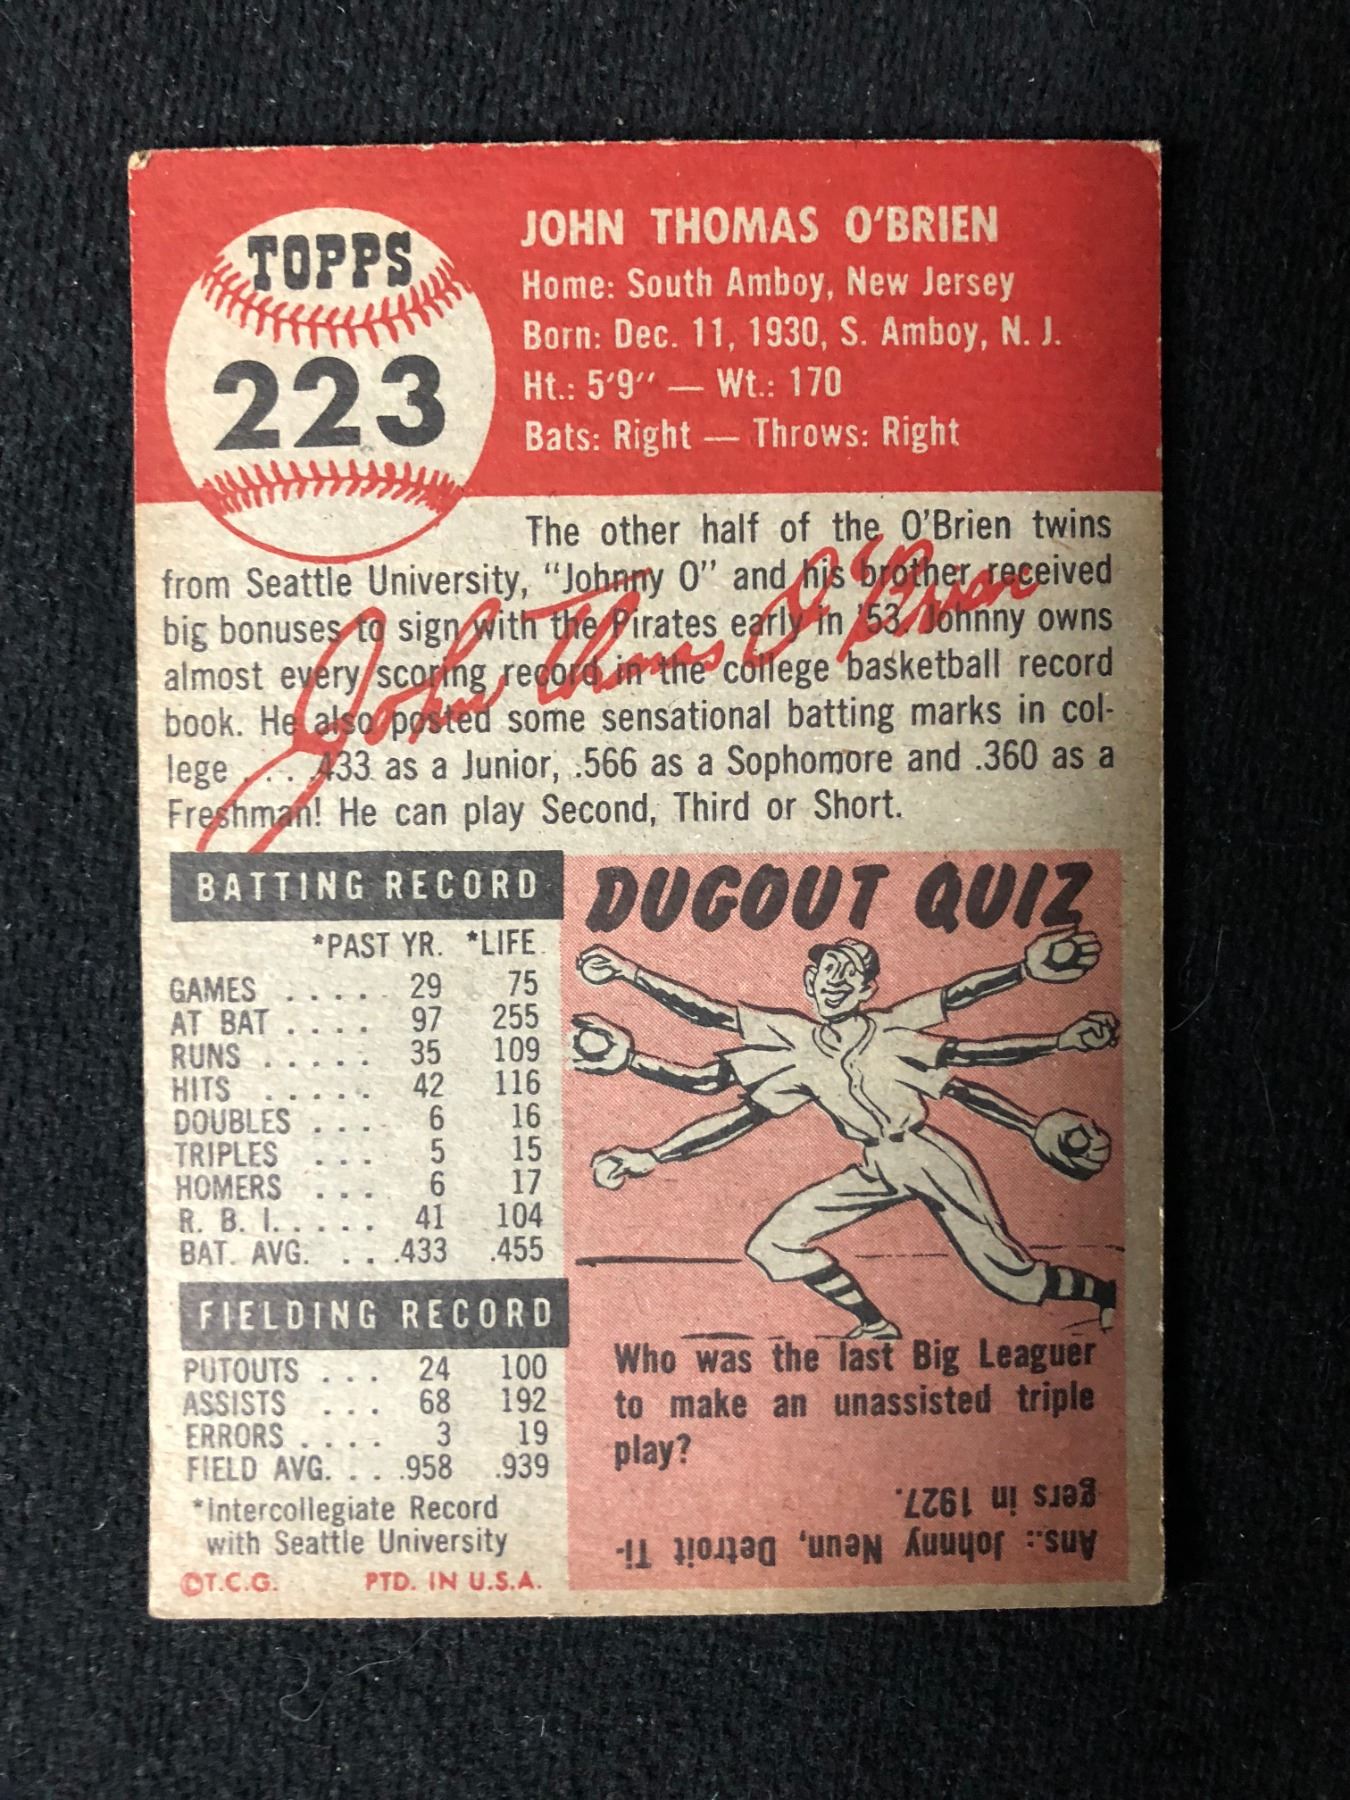 TOPPS
223
JOHN THOMAS O'BRIEN
Home: South Amboy, New Jersey
Born: Dec. 11, 1930, S. Amboy, N. J.
Ht.: 5'9'' — Wt.: 170
Bats: Right — Throws: Right
The other half of the O'Brien twins
from Seattle University, "Johnny O" and his brother received
big bonuses to sign with the Pirates early in '53. Johnny owns
almost every scoring record in the college basketball record
book. He also posted some sensational batting marks in col-
lege . . . .433 as a Junior, .566 as a Sophomore and .360 as a
Freshman! He can play Second, Third or Short.
John Thomas O'Brien
BATTING RECORD
*PAST YR. *LIFE
GAMES . . . . . 29 75
AT BAT . . . . 97 255
RUNS . . . . . 35 109
HITS . . . . . 42 116
DOUBLES . . . . 6 16
TRIPLES . . . 5 15
HOMERS . . . 6 17
R. B. I. . . . . 41 104
BAT. AVG. . . . .433 .455
FIELDING RECORD
PUTOUTS . . . 24 100
ASSISTS . . . 68 192
ERRORS . . . . 3 19
FIELD AVG. . . .958 .939
*Intercollegiate Record
with Seattle University
©T.C.G. PTD. IN U.S.A.
DUGOUT QUIZ
Who was the last Big Leaguer
to make an unassisted triple
play?
Ans.: Johnny Neun, Detroit Ti-
gers in 1927.